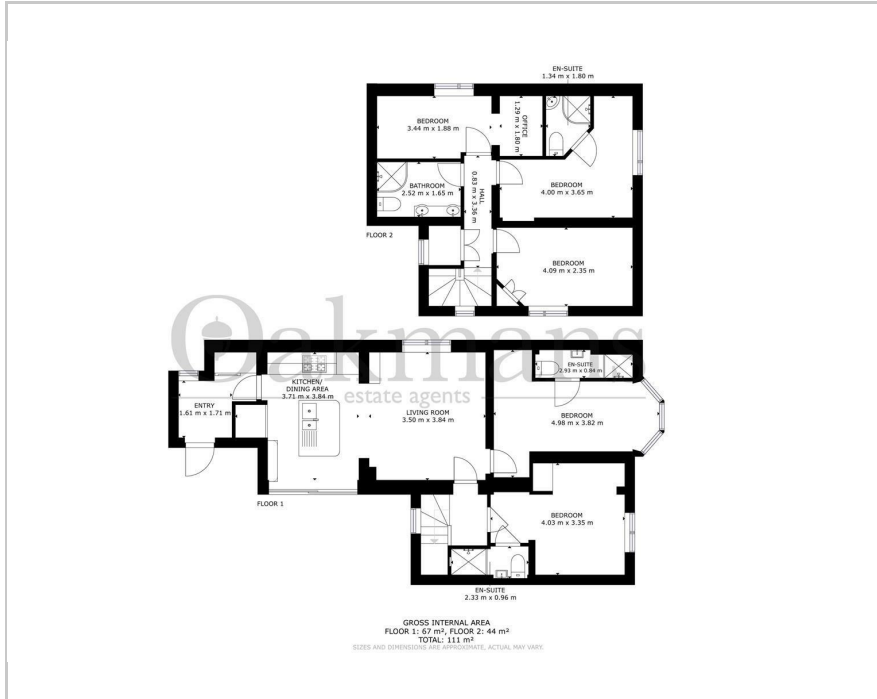 EN-SUITE
1.34 m x 1.80 m
BEDROOM
3.44 m x 1.88 m
OFFICE
1.29 m x 1.80 m
BATHROOM
2.52 m x 1.65 m
HALL
0.83 m x 3.36 m
BEDROOM
4.00 m x 3.65 m
FLOOR 2
BEDROOM
4.09 m x 2.35 m
Oakmans
estate agents
KITCHEN/
DINING AREA
3.71 m x 3.84 m
EN-SUITE
2.93 m x 0.84 m
ENTRY
1.61 m x 1.71 m
LIVING ROOM
3.50 m x 3.84 m
BEDROOM
4.98 m x 3.82 m
FLOOR 1
BEDROOM
4.03 m x 3.35 m
EN-SUITE
2.33 m x 0.96 m
GROSS INTERNAL AREA
FLOOR 1: 67 m², FLOOR 2: 44 m²
TOTAL: 111 m²
SIZES AND DIMENSIONS ARE APPROXIMATE, ACTUAL MAY VARY.